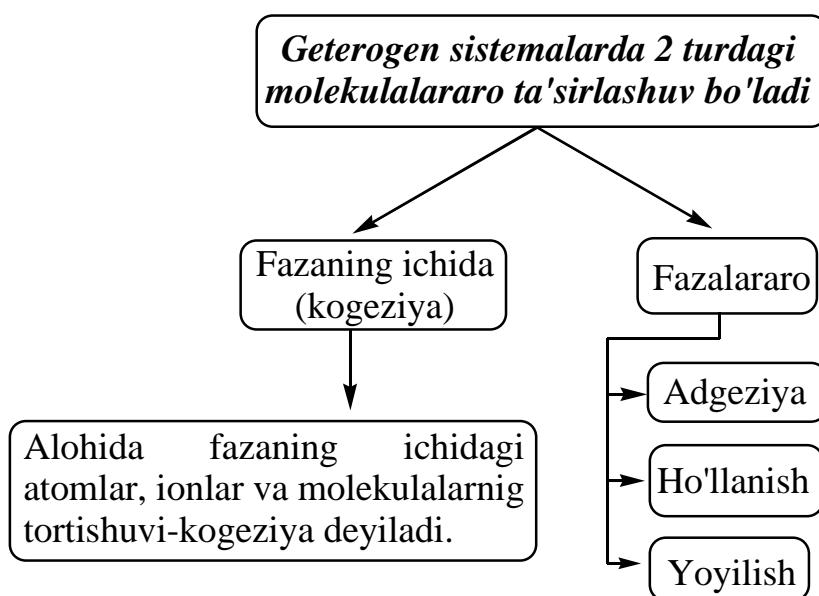 Geterogen sistemalarda 2 turdagi
molekulalararo ta'sirlashuv bo'ladi
Fazaning ichida
(kogeziya)
Fazalararo
Alohida fazaning ichidagi
atomlar, ionlar va molekulalarnig
tortishuvi-kogeziya deyiladi.
Adgeziya
Ho'llanish
Yoyilish